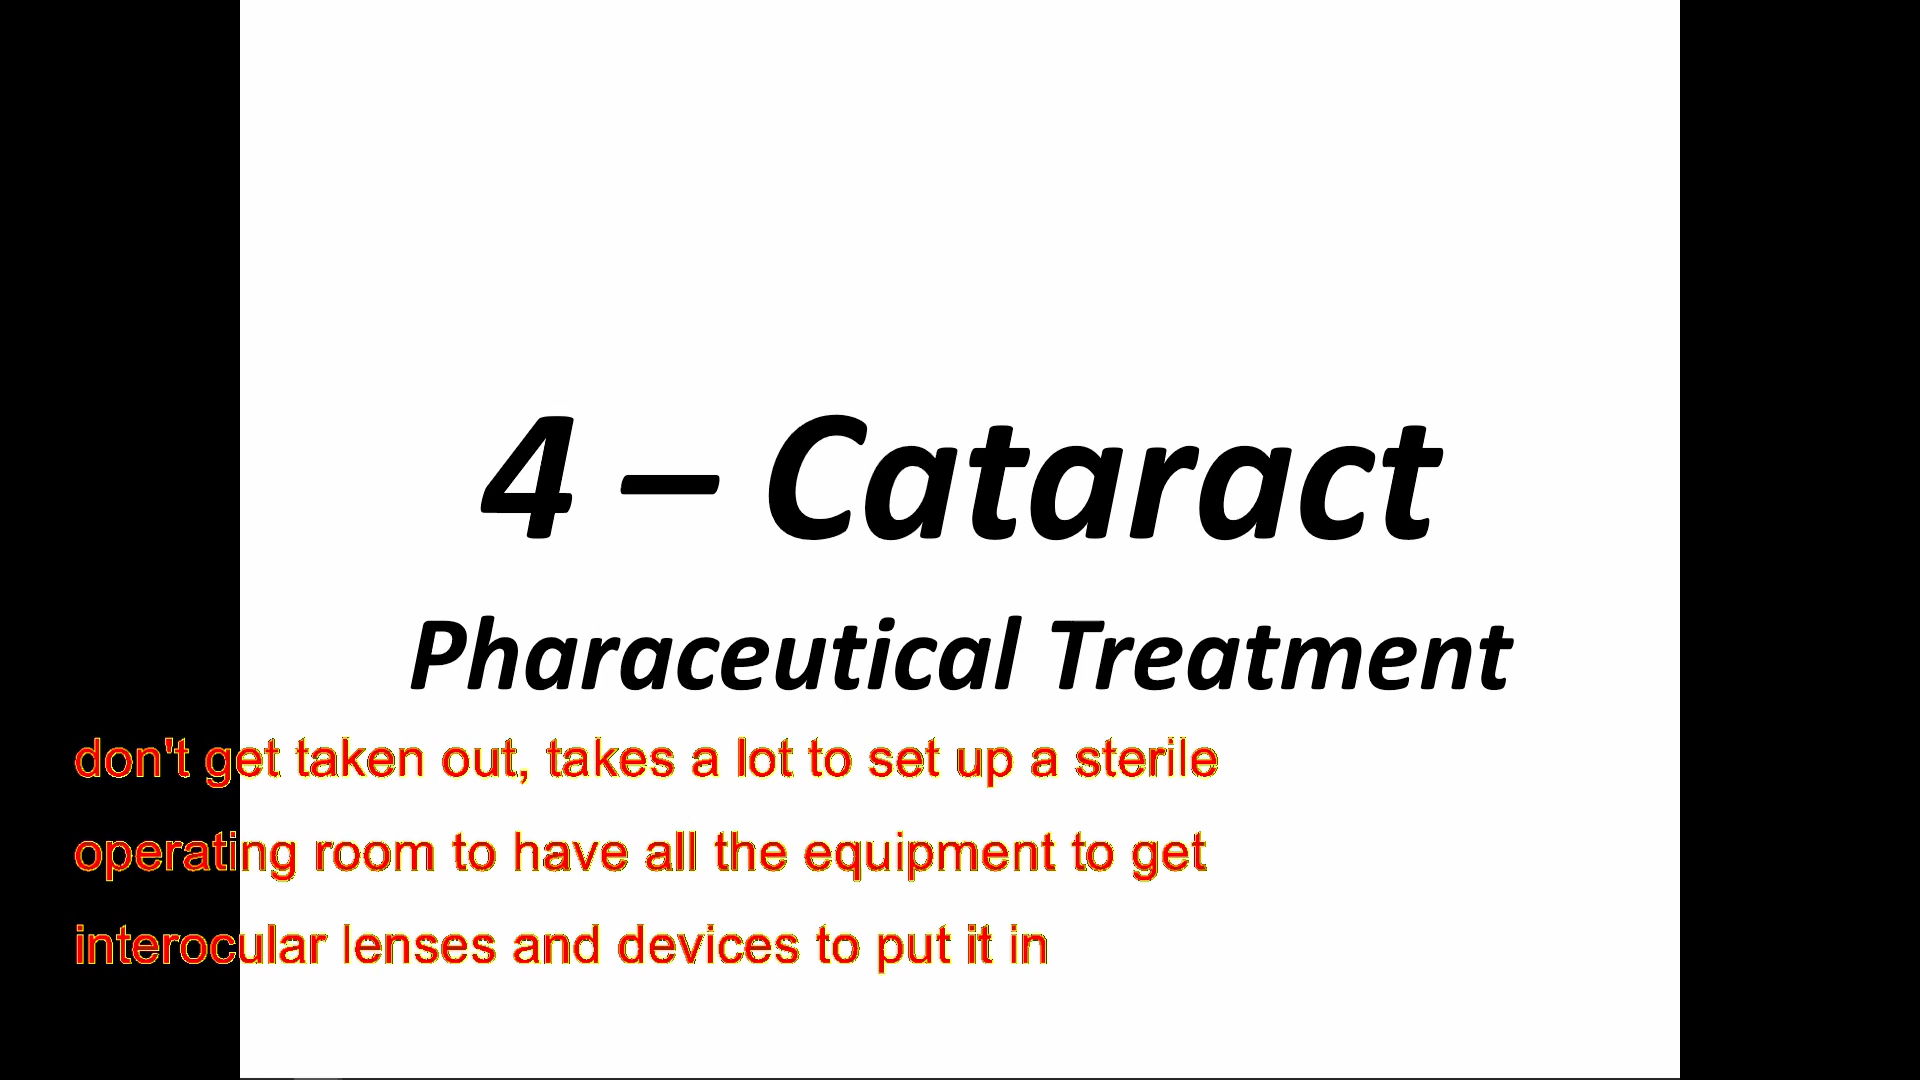 4 – Cataract
Pharaceutical Treatment
don't get taken out, takes a lot to set up a sterile
operating room to have all the equipment to get
interocular lenses and devices to put it in